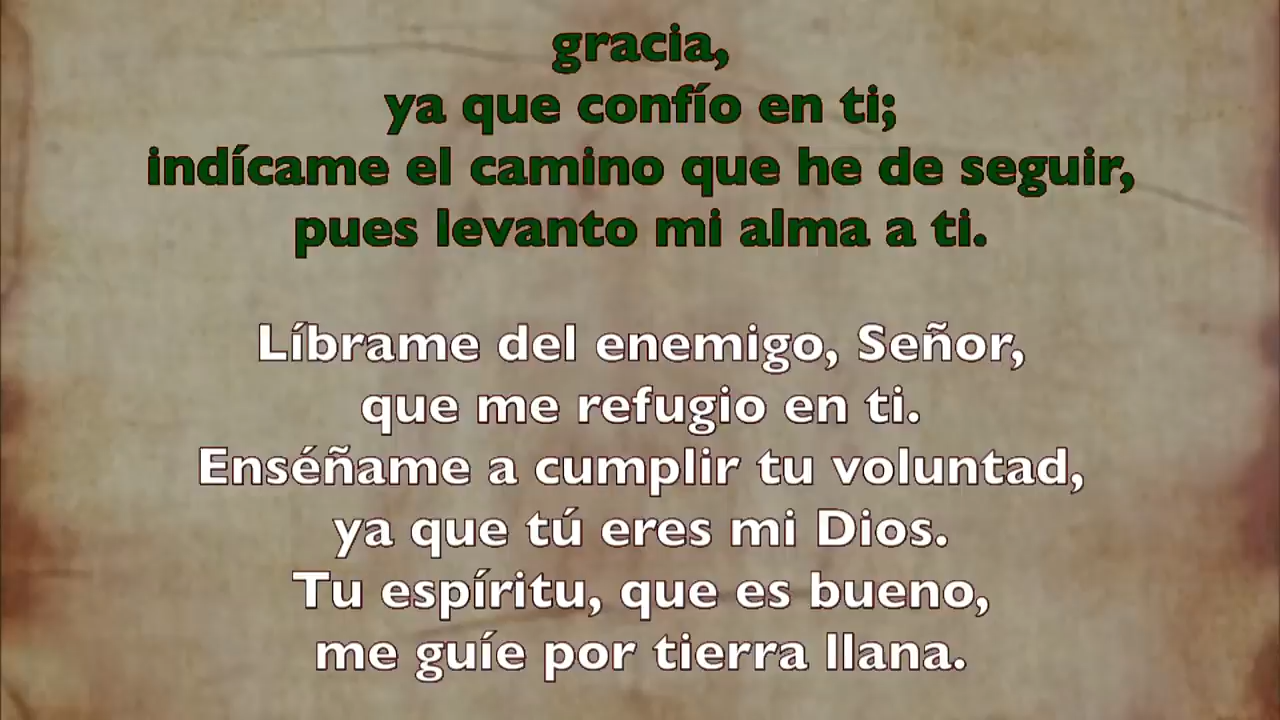 gracia,
ya que confío en ti;
indícame el camino que he de seguir,
pues levanto mi alma a ti.
Líbrame del enemigo, Señor,
que me refugio en ti.
Enséñame a cumplir tu voluntad,
ya que tú eres mi Dios.
Tu espíritu, que es bueno,
me guíe por tierra llana.